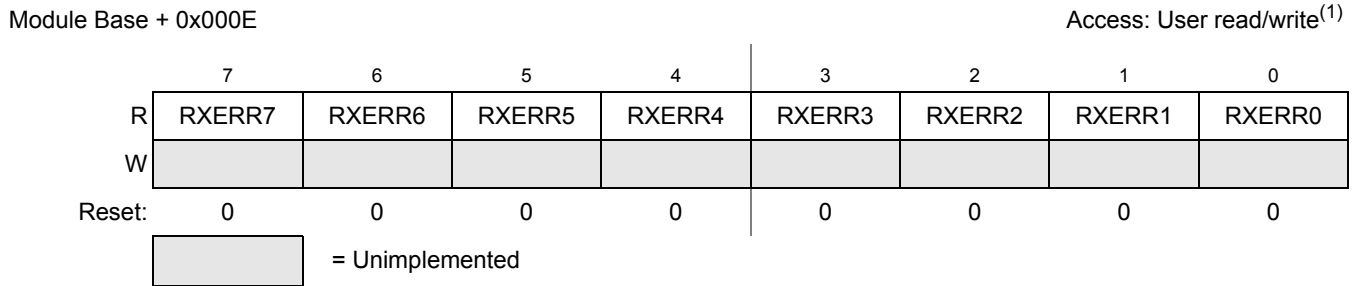 Module Base + 0x000E Access: User read/write(1)
7 6 5 4 3 2 1 0
R RXERR7 RXERR6 RXERR5 RXERR4 RXERR3 RXERR2 RXERR1 RXERR0
W
Reset: 0 0 0 0 0 0 0 0
= Unimplemented